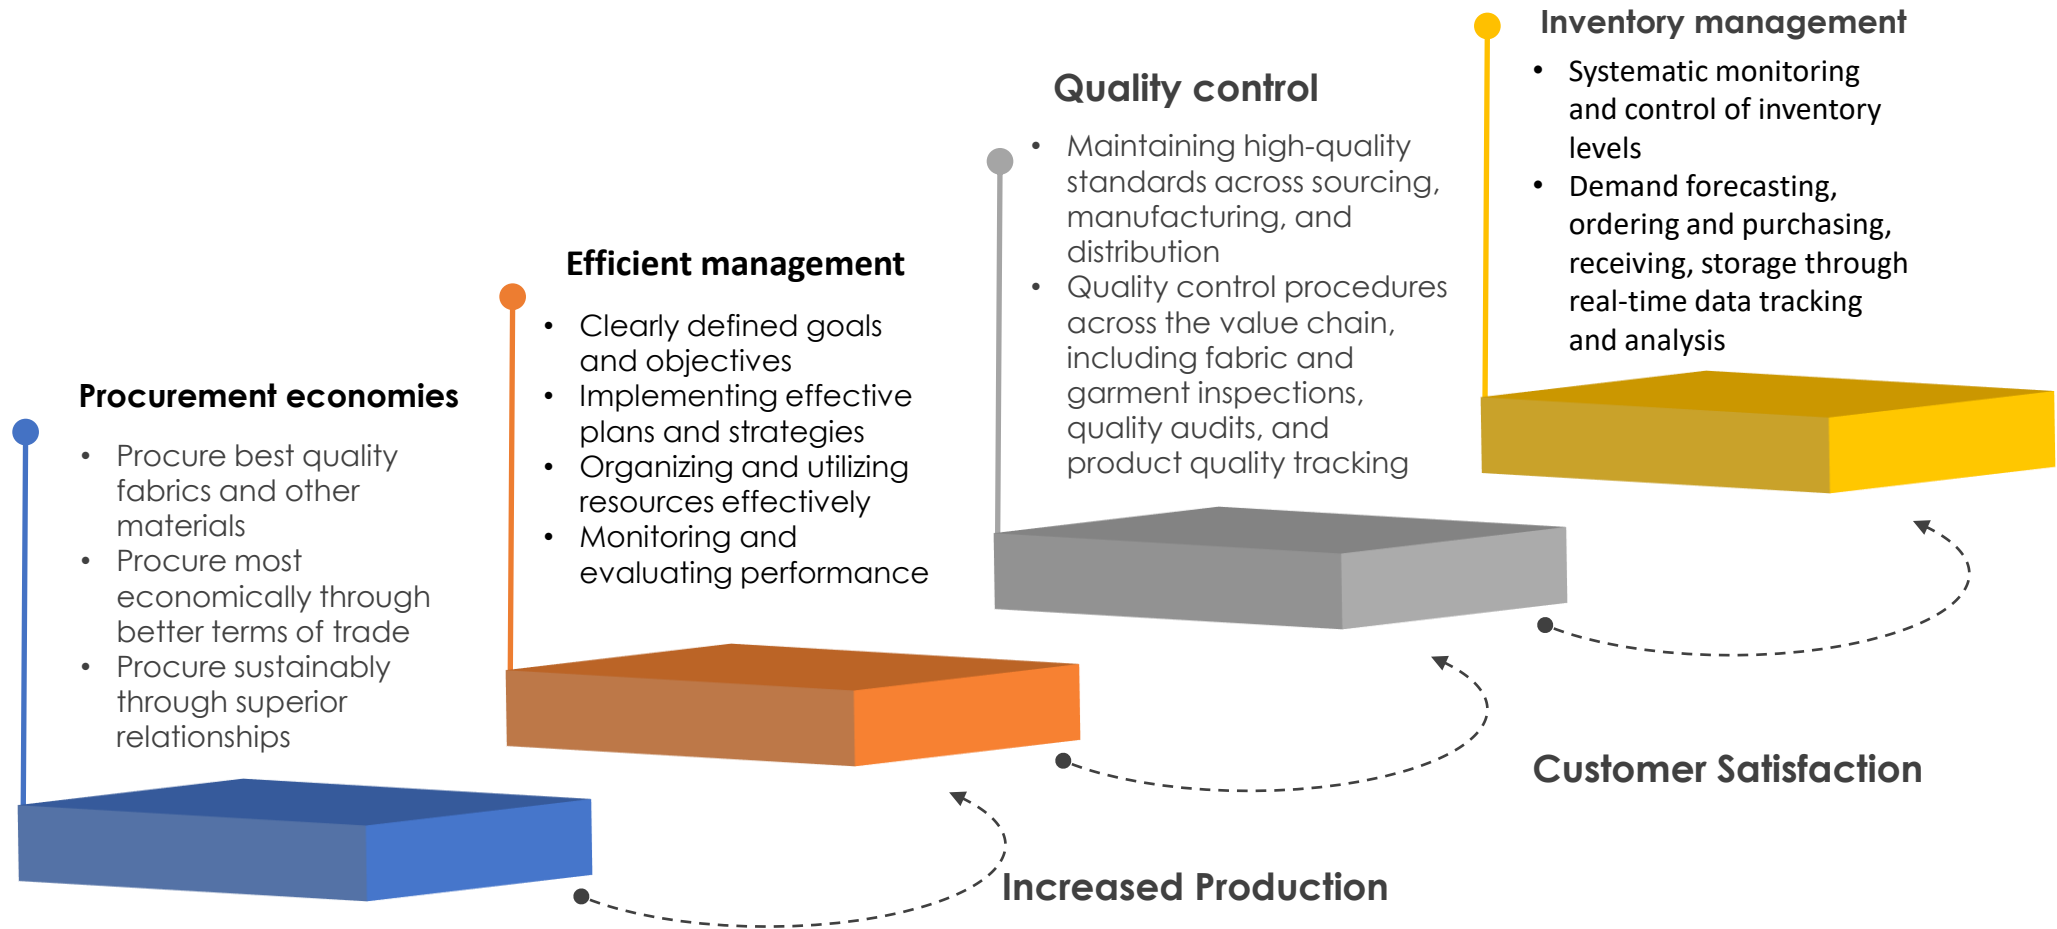 Procurement economies
• Procure best quality
fabrics and other
materials
• Procure most
economically through
better terms of trade
• Procure sustainably
through superior
relationships
Efficient management
• Clearly defined goals
and objectives
• Implementing effective
plans and strategies
• Organizing and utilizing
resources effectively
• Monitoring and
evaluating performance
Quality control
• Maintaining high-quality
standards across sourcing,
manufacturing, and
distribution
• Quality control procedures
across the value chain,
including fabric and
garment inspections,
quality audits, and
product quality tracking
Inventory management
• Systematic monitoring
and control of inventory
levels
• Demand forecasting,
ordering and purchasing,
receiving, storage through
real-time data tracking
and analysis
Increased Production
Customer Satisfaction